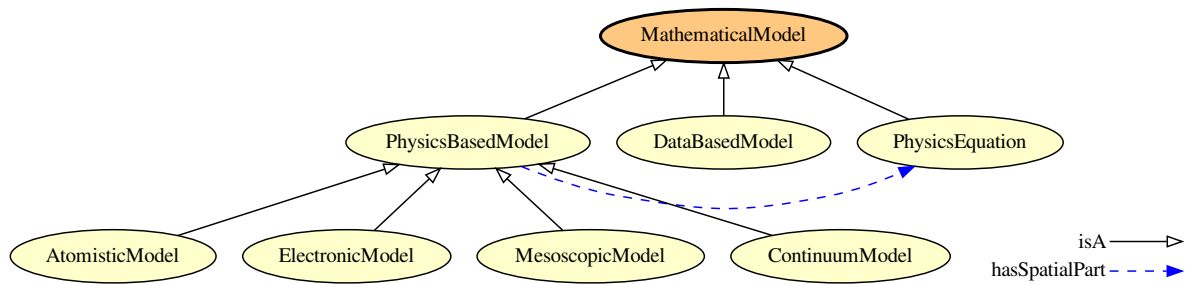 MathematicalModel
PhysicsBasedModel
DataBasedModel
PhysicsEquation
AtomisticModel
ElectronicModel
MesoscopicModel
ContinuumModel
isA
hasSpatialPart